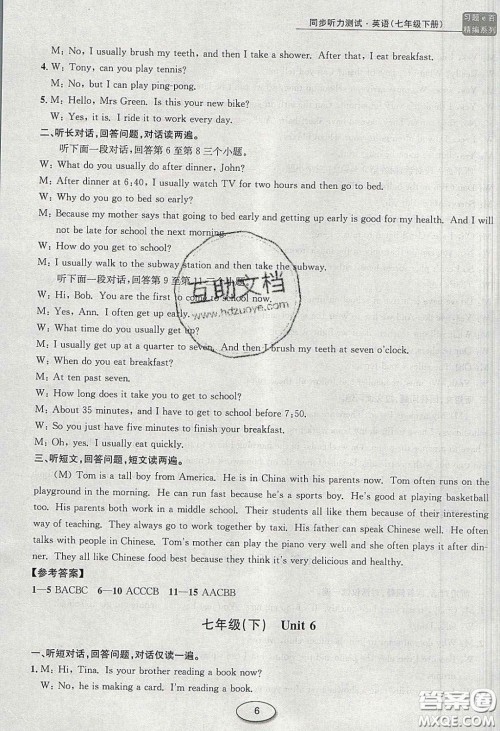 同步听力测试·英语(七年级下册)
习题e百
精编系列
M: No, I usually brush my teeth, and then I take a shower. After that, I eat breakfast.
4. W: Tony, can you play tennis?
M: No, but I can play ping-pong.
5. M: Hello, Mrs Green. Is this your new bike?
W: Yes, it is. I usually ride to work every day.
二、听长对话,回答问题,对话读两遍。
听下面一段对话,回答第 6 至第 8 三个小题。
W: What do you usually do after dinner, John?
M: After dinner at 6:40, I usually watch TV for two hours and then go to bed.
W: Why do you go to bed so early?
M: Because my mother says that going to bed early and getting up early is good for my health. And I will
not be late for school the next morning.
W: How do you get to school?
M: I usually walk to the subway station and then take the subway.
听下面一段对话,回答第 9 至第
W: Hi, Bob. You are the first to come to school now.
M: Yes, Ann. I often get up early.
W: What time do you usually get up?
M: I usually get up at a quarter to seven. And then I brush my teeth at seven o'clock.
W: When do you eat breakfast?
M: At ten past seven.
W: How long does it take you to get to school?
M: About 35 minutes, and I have to get to school before 7:50.
W: So you just have five minutes to have your breakfast?
M: Oh, yes. I usually eat quickly.
三、听短文,回答问题,短文读两遍。
(M) Tom is a tall boy from America. He is in China with his parents now. Tom often runs on the
playground in the morning. He can run fast because he is a sports boy. He is good at playing basketball
too. His parents both work in a middle school. Their students all like them because of their interesting
way of teaching. They always go to work together by subway. His father can speak Chinese well. He often
talks with people in Chinese. Tom's mother can play the piano very well and she often plays it after din-
ner. They all like Chinese food best because they think it's very delicious and it's different.
【参考答案】
1—5 BACBC 6—10 ACCCB 11—15 AACBB
七年级(下) Unit 6
一、听短对话,回答问题,对话仅读一遍。
1. M: Hi, Tina. Is your brother reading a book now?
W: No, he is making a card. I'm reading a book.
6
互助文档
www.hdzuoye.com
答案圈
MXQE.COM